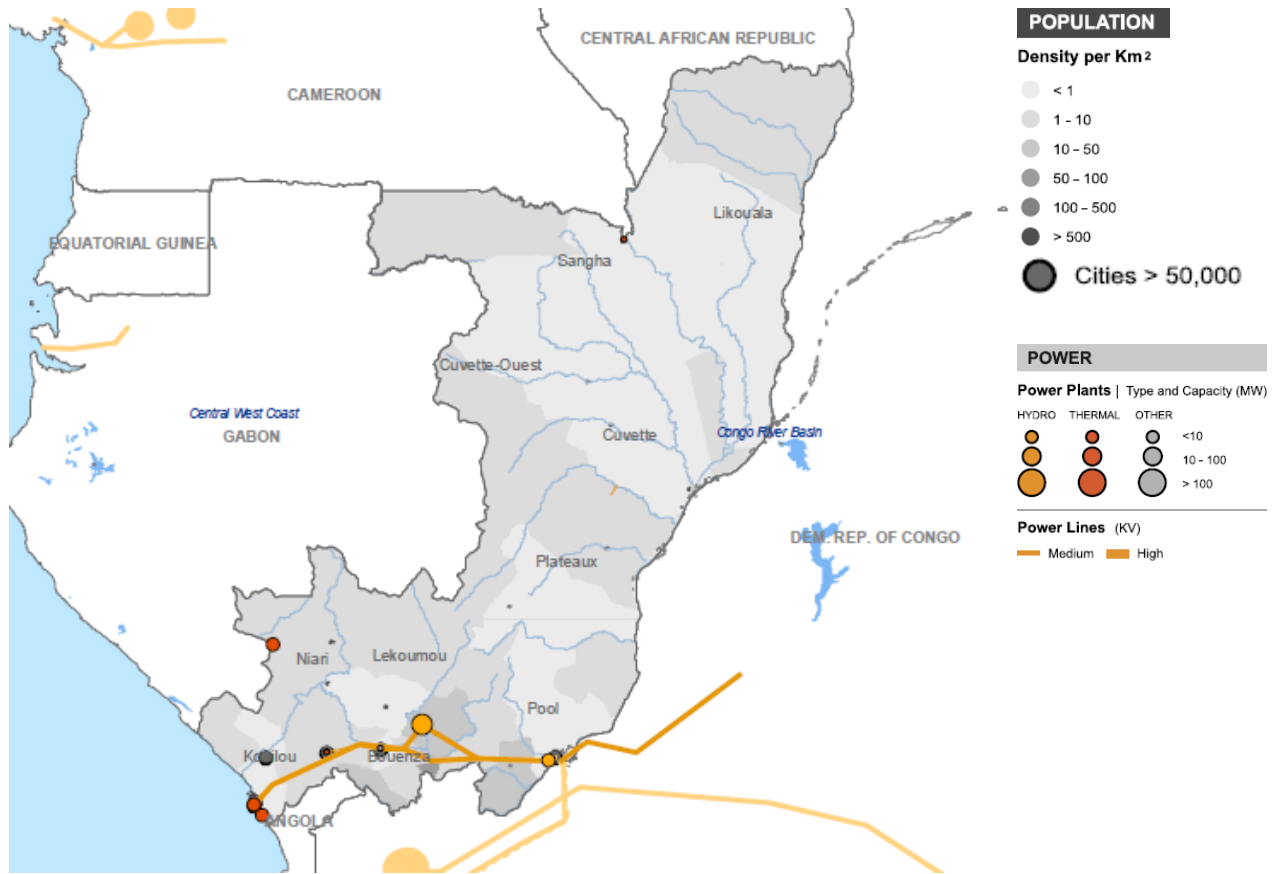 POPULATION
Density per Km²
< 1
1 – 10
10 – 50
50 – 100
100 – 500
> 500
Cities > 50,000
POWER
Power Plants | Type and Capacity (MW)
HYDRO THERMAL OTHER
<10
10 - 100
> 100
Power Lines (KV)
Medium High
CENTRAL AFRICAN REPUBLIC
CAMEROON
Likouala
EQUATORIAL GUINEA
Sangha
Cuvette-Ouest
Central West Coast
GABON
Cuvette
Congo River Basin
DEM. REP. OF CONGO
Plateaux
Niari
Lekoumou
Pool
Kouilou
Bouenza
ANGOLA